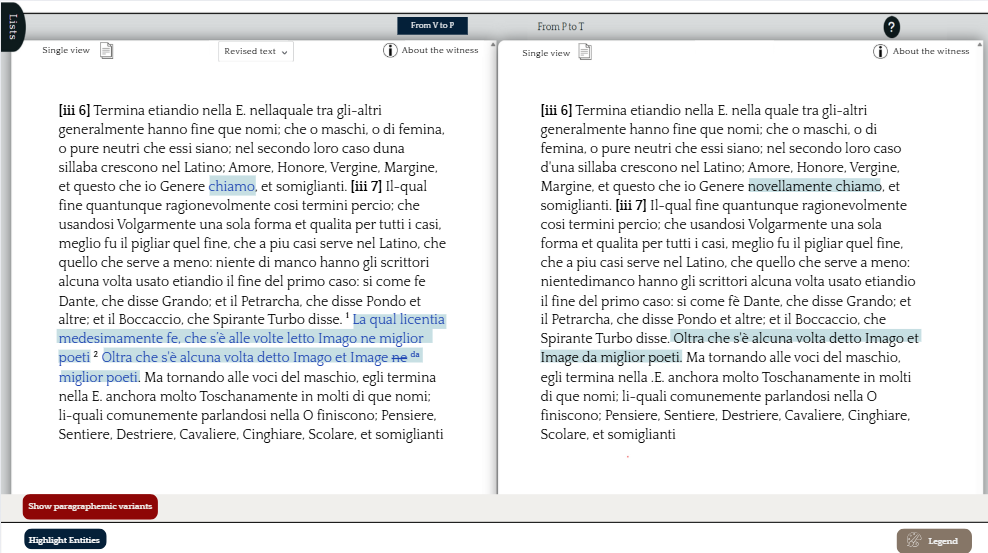 Lists
From V to P
From P to T
?
Single view
Revised text
About the witness
[iii 6] Termina etiandio nella E. nellaquale tra gli-altri
generalmente hanno fine que nomi; che o maschi, o di femina,
o pure neutri che essi siano; nel secondo loro caso duna
sillaba crescono nel Latino; Amore, Honore, Vergine, Margine,
et questo che io Genere chiamo, et somiglianti. [iii 7] Il-qual
fine quantunque ragionevolmente cosi termini percio; che
usandosi Volgarmente una sola forma et qualita per tutti i casi,
meglio fu il pigliar quel fine, che a piu casi serve nel Latino, che
quello che serve a meno: niente di manco hanno gli scrittori
alcuna volta usato etiandio il fine del primo caso: si come fe
Dante, che disse Grando; et il Petrarcha, che disse Pondo et
altre; et il Boccaccio, che Spirante Turbo disse. 1 La qual licentia
medesimamente fe, che s'è alle volte letto Imago ne miglior
poeti 2 Oltra che s'è alcuna volta detto Imago et Image ne da
miglior poeti. Ma tornando alle voci del maschio, egli termina
nella E. anchora molto Toschanamente in molti di que nomi;
li-quali comunemente parlandosi nella O finiscono; Pensiere,
Sentiere, Destriere, Cavaliere, Cinghiare, Scolare, et somiglianti
Single view
About the witness
[iii 6] Termina etiandio nella E. nella quale tra gli-altri
generalmente hanno fine que nomi; che o maschi, o di
femina, o pure neutri che essi siano; nel secondo loro caso
d'una sillaba crescono nel Latino; Amore, Honore, Vergine,
Margine, et questo che io Genere novellamente chiamo, et
somiglianti. [iii 7] Il-qual fine quantunque ragionevolmente
cosi termini percio; che usandosi Volgarmente una sola
forma et qualita per tutti i casi, meglio fu il pigliar quel fine,
che a piu casi serve nel Latino, che quello che serve a meno:
nientedimanco hanno gli scrittori alcuna volta usato etiandio
il fine del primo caso: si come fè Dante, che disse Grando; et
il Petrarcha, che disse Pondo et altre; et il Boccaccio, che
Spirante Turbo disse. Oltra che s'è alcuna volta detto Imago et
Image da miglior poeti. Ma tornando alle voci del maschio,
egli termina nella .E. anchora molto Toschanamente in molti
di que nomi; li-quali comunemente parlandosi nella O
finiscono; Pensiere, Sentiere, Destriere, Cavaliere, Cinghiare,
Scolare, et somiglianti
Show paragraphemic variants
Highlight Entities
Legend